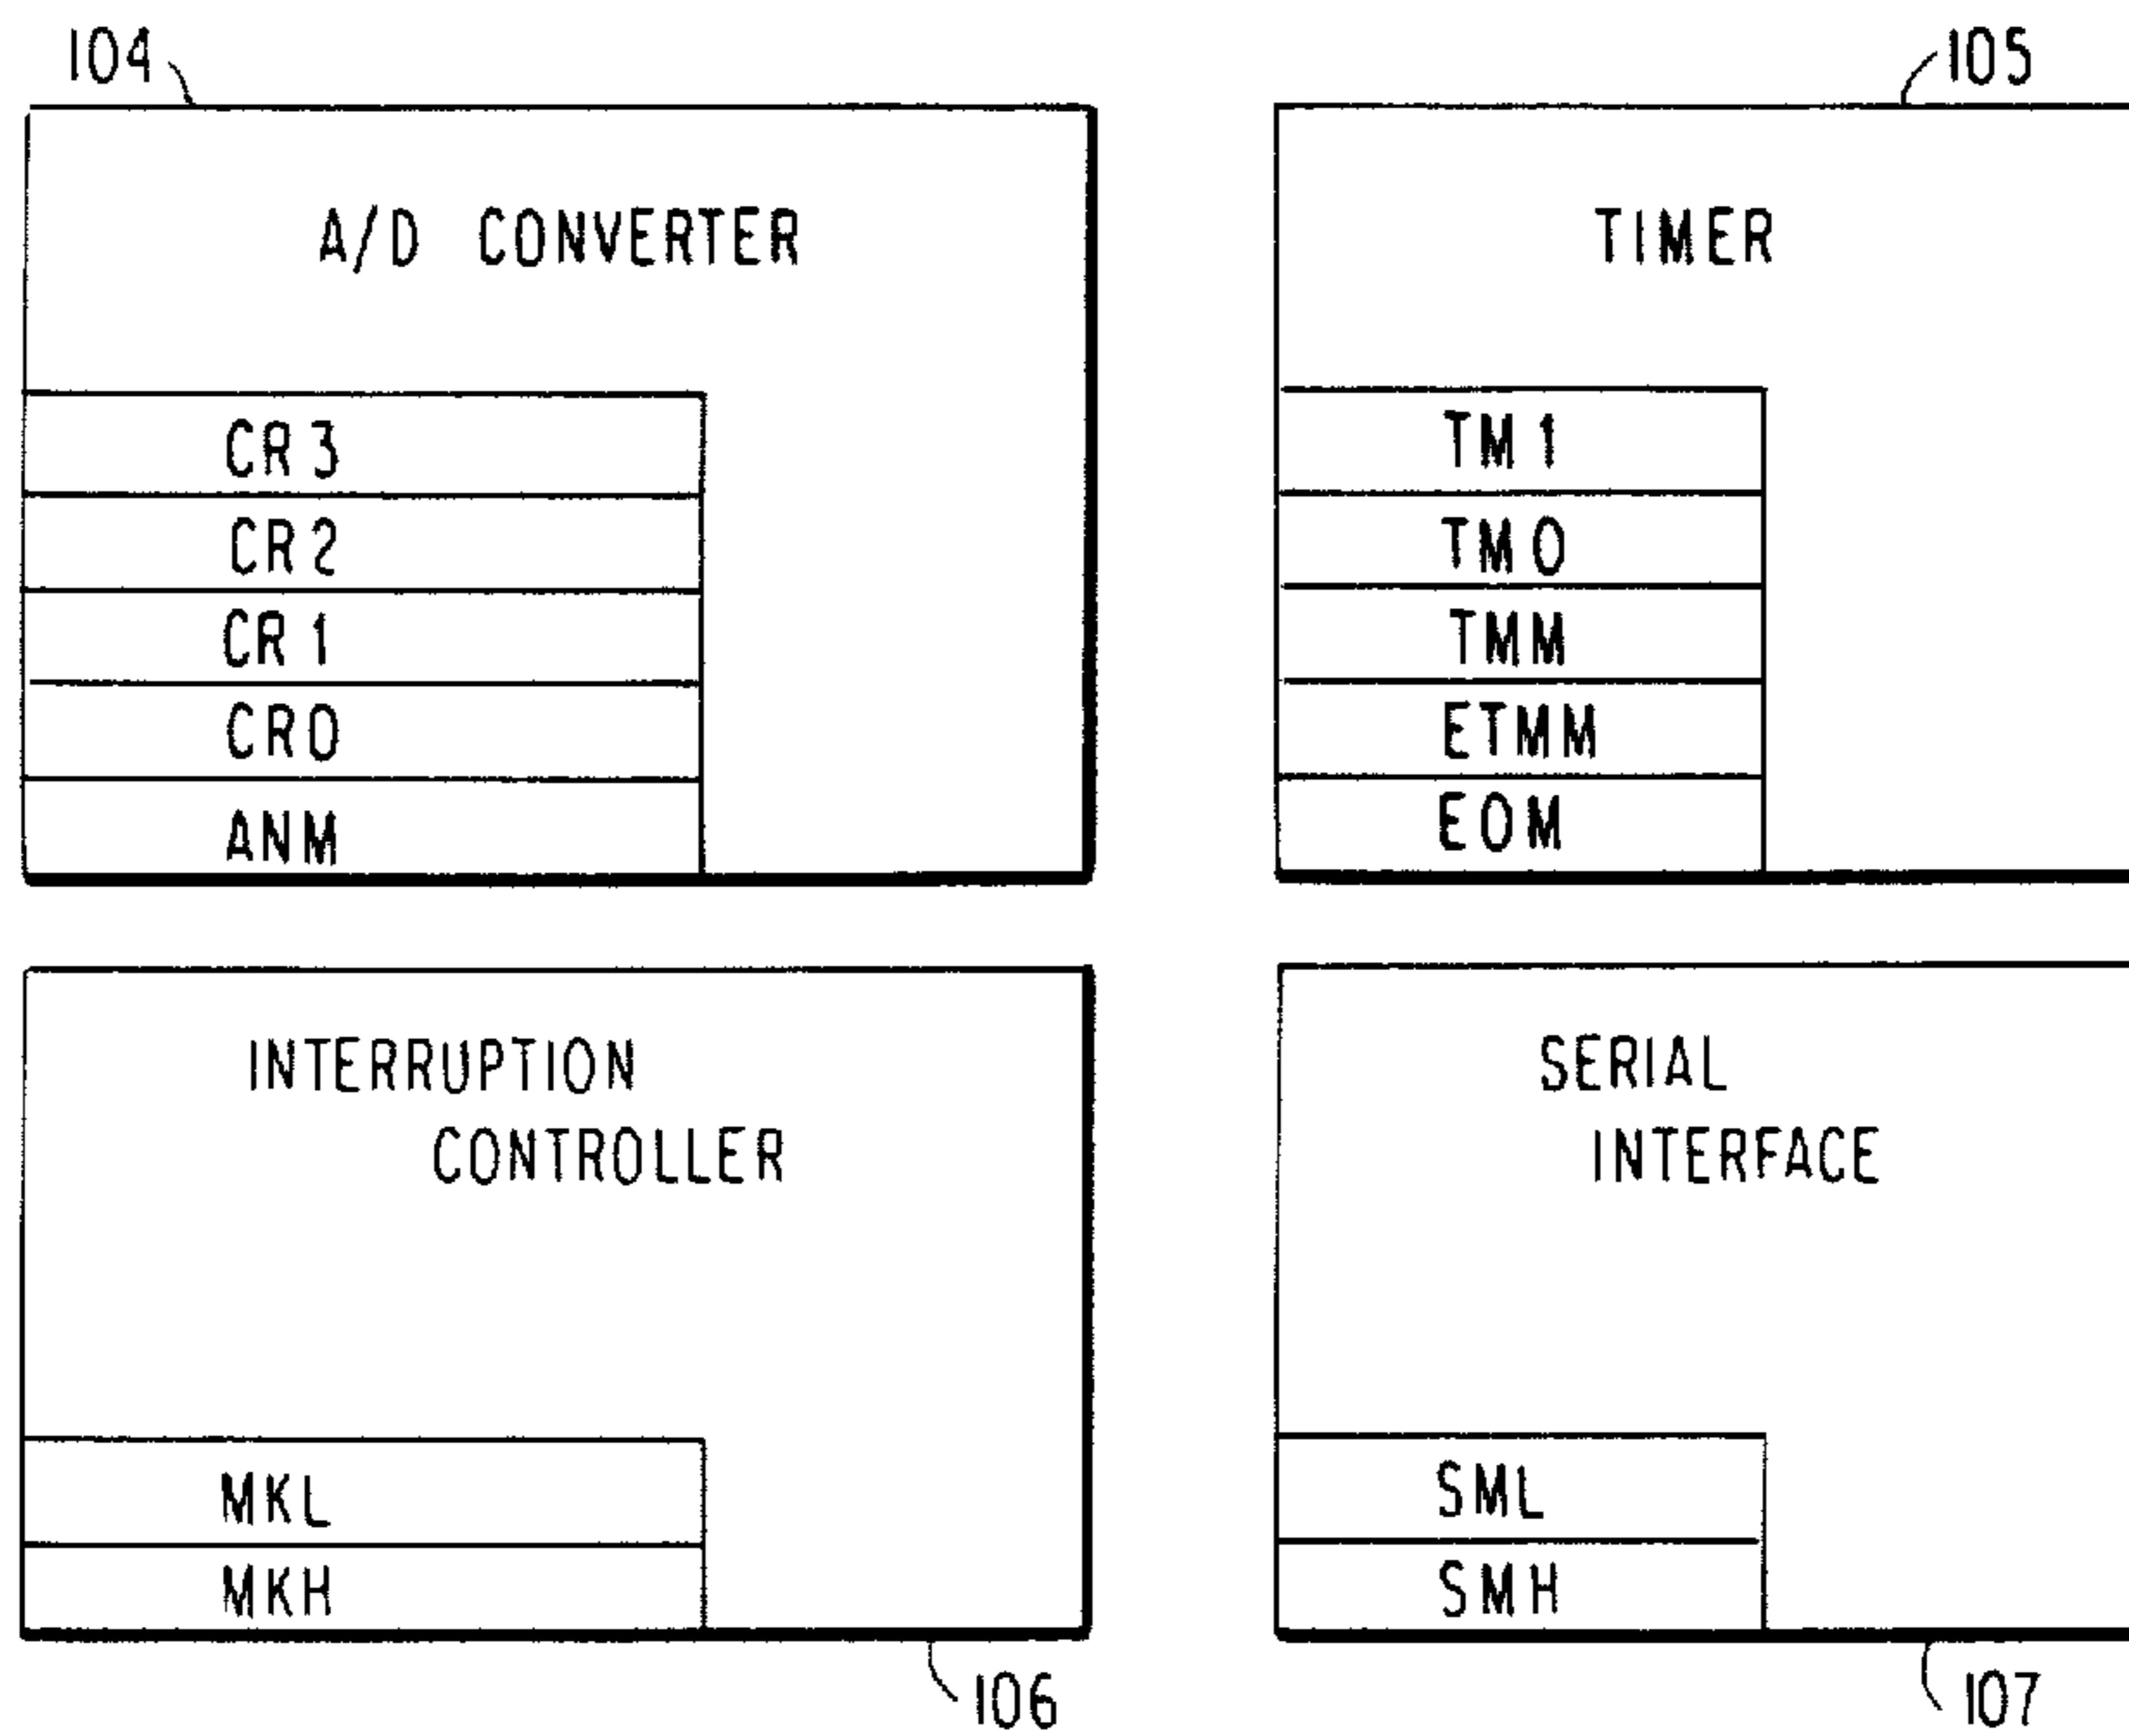 104
A/D CONVERTER
CR3
CR2
CR1
CR0
ANM
105
TIMER
TM1
TM0
TMM
ETMM
EOM
INTERRUPTION
CONTROLLER
MKL
MKH
106
SERIAL
INTERFACE
SML
SMH
107